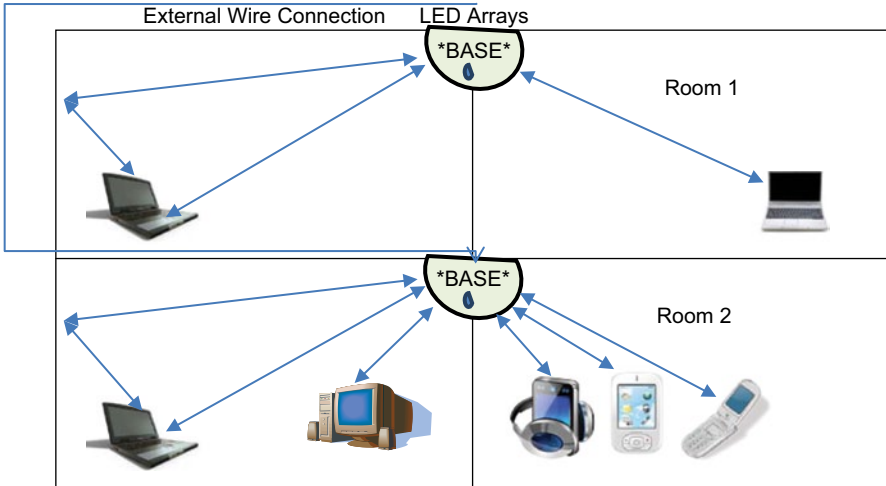 External Wire Connection LED Arrays
*BASE*
Room 1
*BASE*
Room 2